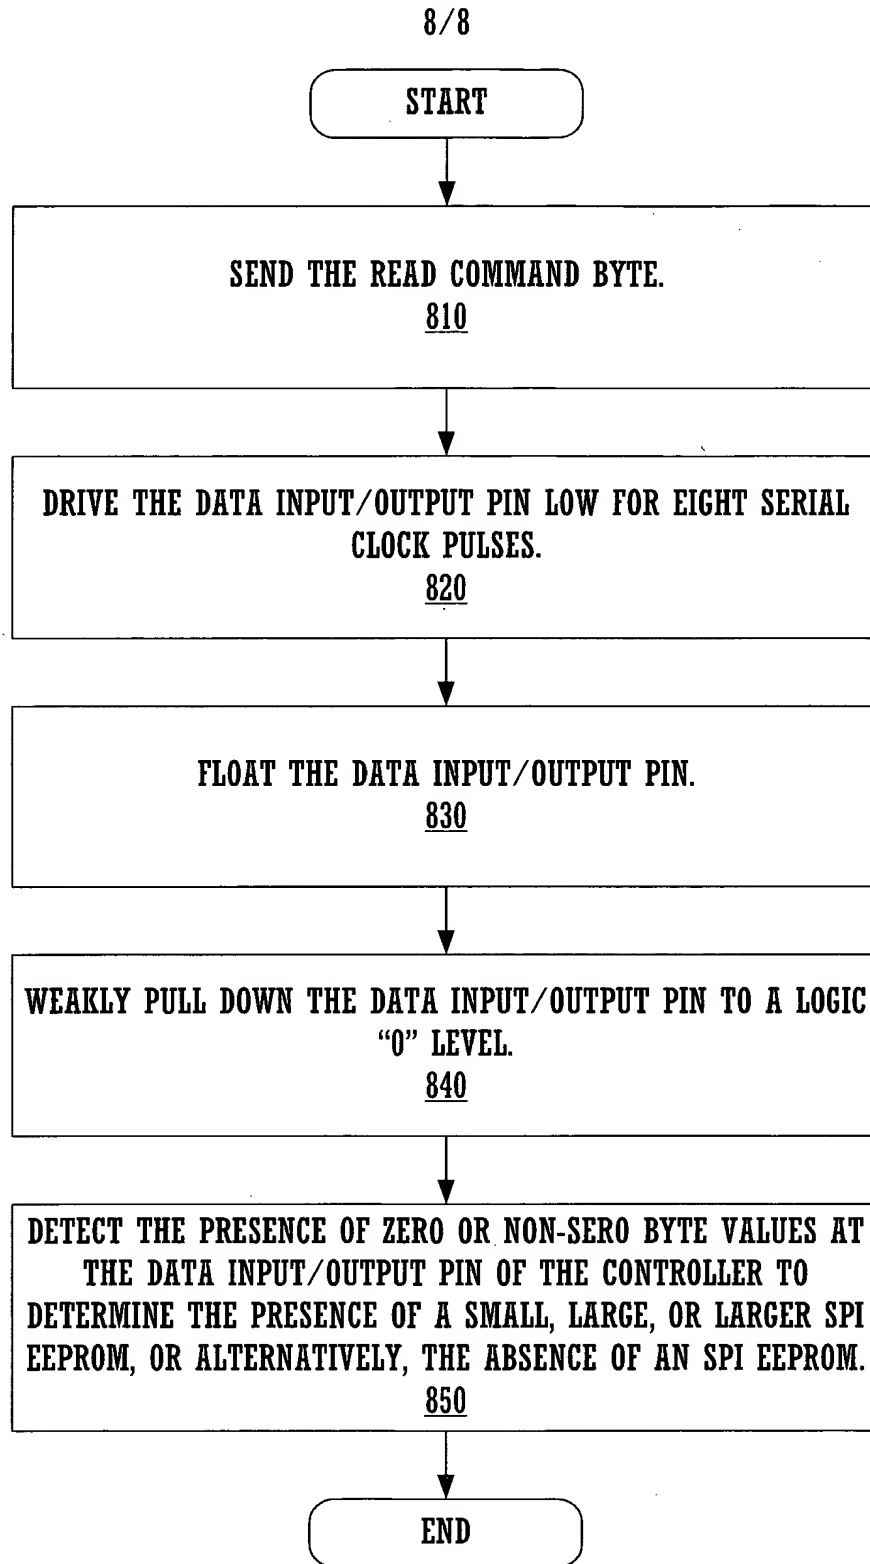 8/8
START
SEND THE READ COMMAND BYTE.
810
DRIVE THE DATA INPUT/OUTPUT PIN LOW FOR EIGHT SERIAL
CLOCK PULSES.
820
FLOAT THE DATA INPUT/OUTPUT PIN.
830
WEAKLY PULL DOWN THE DATA INPUT/OUTPUT PIN TO A LOGIC
“0” LEVEL.
840
DETECT THE PRESENCE OF ZERO OR NON-SERO BYTE VALUES AT
THE DATA INPUT/OUTPUT PIN OF THE CONTROLLER TO
DETERMINE THE PRESENCE OF A SMALL, LARGE, OR LARGER SPI
EEPROM, OR ALTERNATIVELY, THE ABSENCE OF AN SPI EEPROM.
850
END